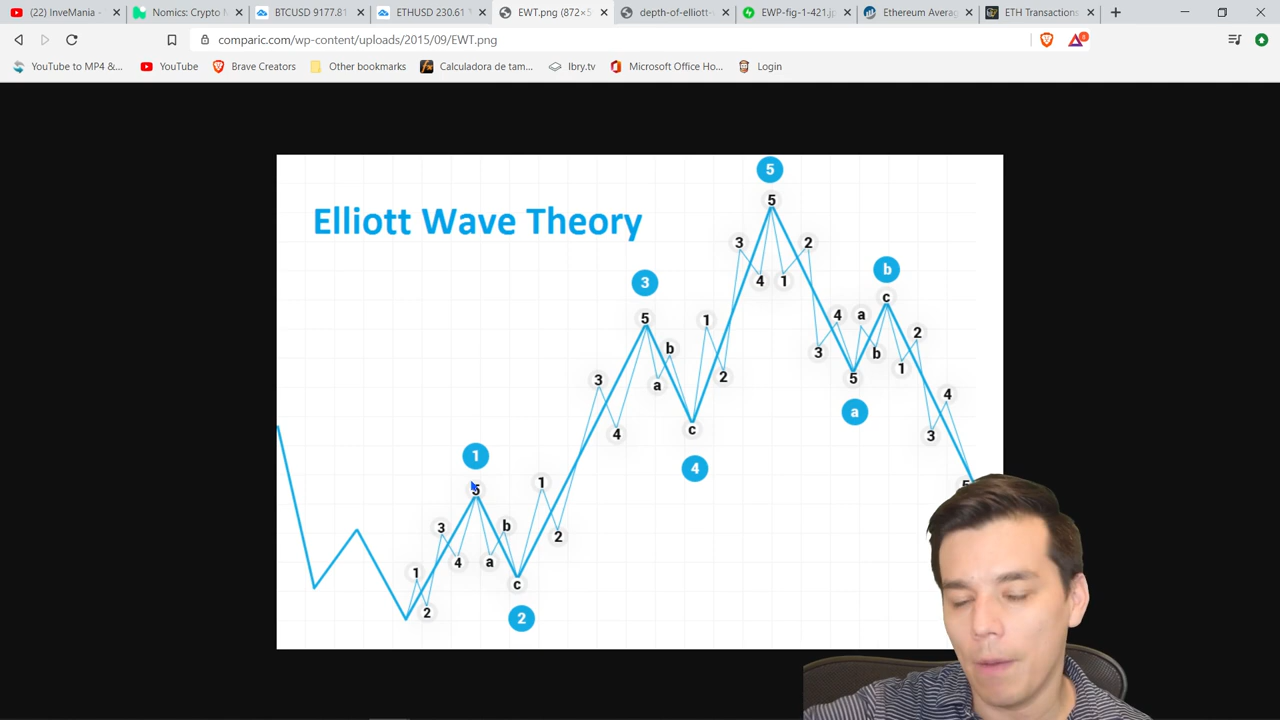 (22) InveMania -
Nomics: Crypto M
BTCUSD 9177.81
ETHUSD 230.61
EWT.png (872×5
depth-of-elliott-
EWP-fig-1-421.j
Ethereum Averag
ETH Transactions
comparic.com/wp-content/uploads/2015/09/EWT.png
8
YouTube to MP4 &...
YouTube
Brave Creators
Other bookmarks
Calculadora de tam...
lbry.tv
Microsoft Office Ho...
Login
Elliott Wave Theory
5
5
3 2
4 1
b
c
3
5
b
a
1
2
4 a
3 b
5
2
1
a
3
4
c
4
4
3
1
5
1
2
3 b
4 a
c
1
2
2
5